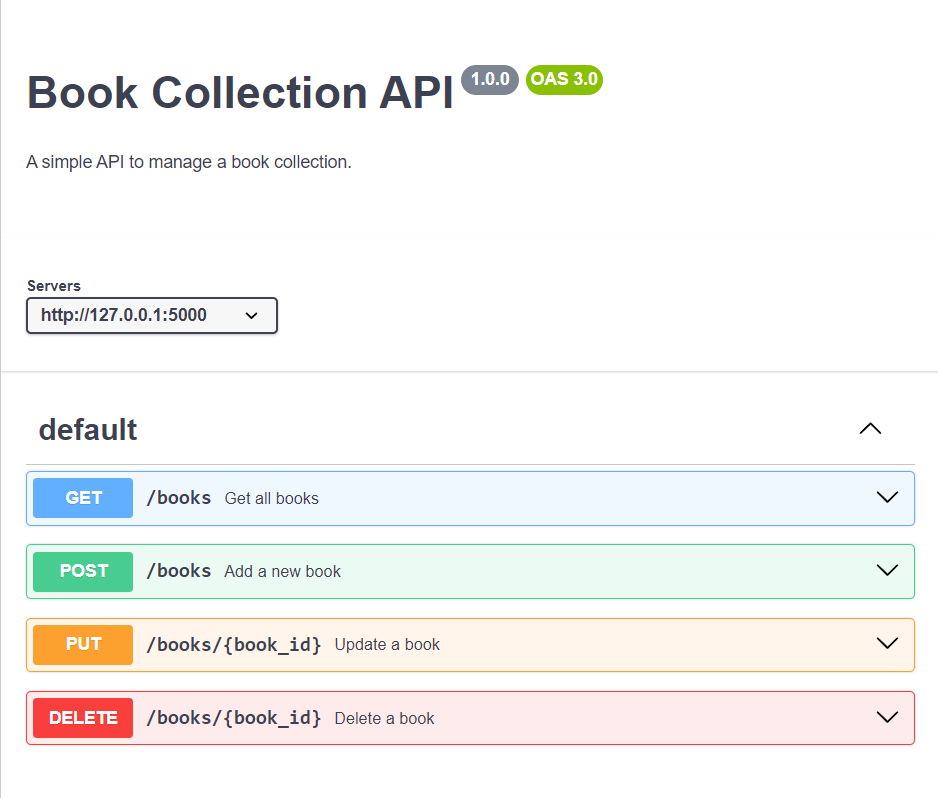 Book Collection API 1.0.0 OAS 3.0
A simple API to manage a book collection.
Servers
http://127.0.0.1:5000
default
GET /books Get all books
POST /books Add a new book
PUT /books/{book_id} Update a book
DELETE /books/{book_id} Delete a book